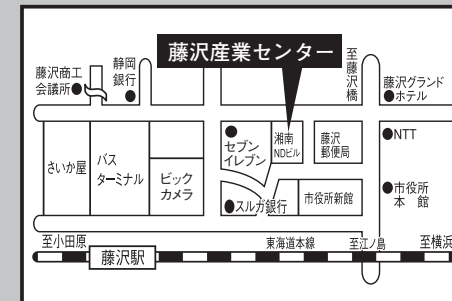 藤沢産業センター
藤沢商工
会議所
静岡
銀行
至藤沢橋
藤沢グランド
ホテル
さいか屋
バス
ターミナル
ビック
カメラ
セブン
イレブン
湘南
NDビル
藤沢
郵便局
NTT
スルガ銀行
市役所新館
市役所
本館
至小田原
藤沢駅
東海道本線
至江ノ島
至横浜